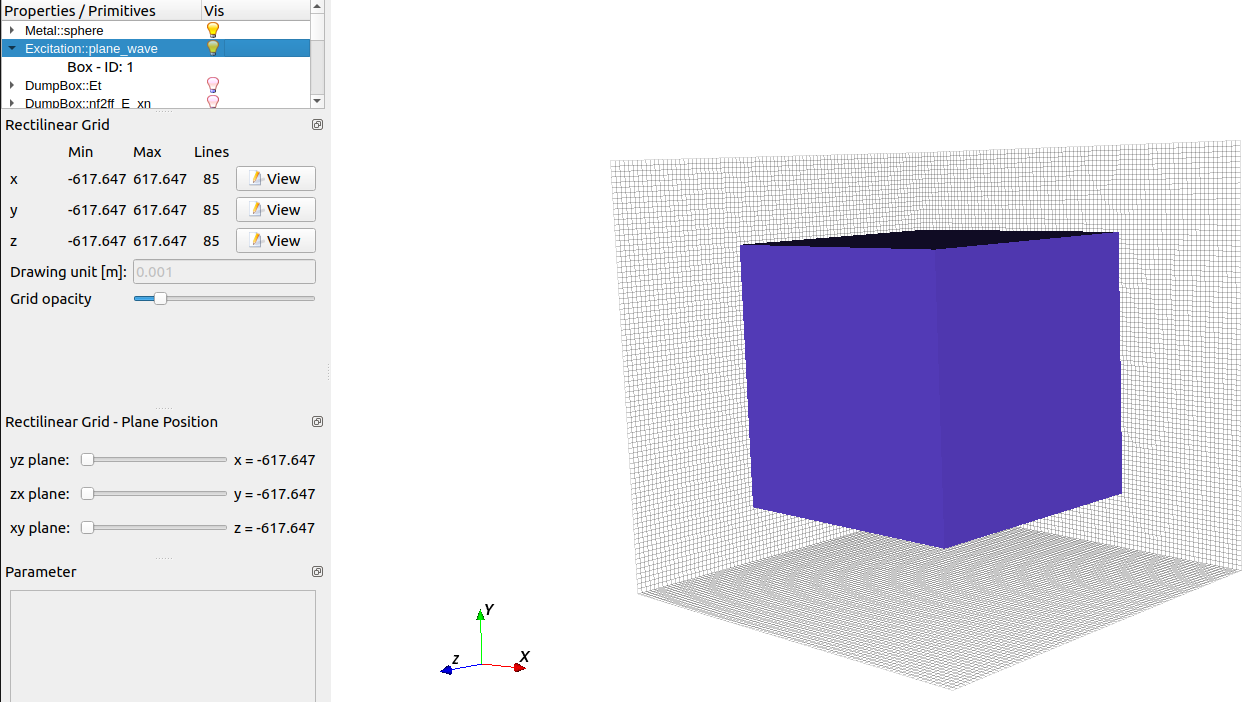 Properties / Primitives Vis
Metal::sphere
Excitation::plane_wave
Box - ID: 1
DumpBox::Et
DumpBox::nf2ff_E_xn
Rectilinear Grid
Min Max Lines
x -617.647 617.647 85 View
y -617.647 617.647 85 View
z -617.647 617.647 85 View
Drawing unit [m]: 0.001
Grid opacity
Rectilinear Grid - Plane Position
yz plane: x = -617.647
zx plane: y = -617.647
xy plane: z = -617.647
Parameter
Y
Z
X